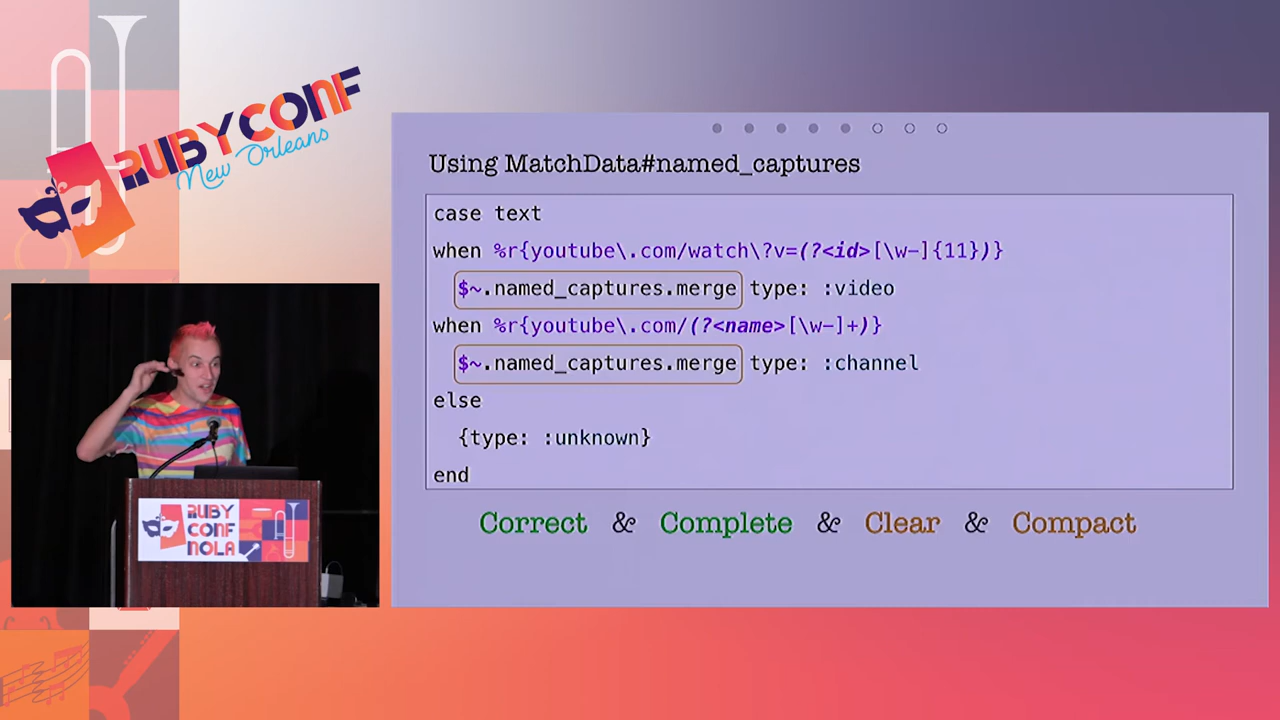 RUBYCONF
New Orleans
Using MatchData#named_captures
case text
when %r{youtube\.com/watch\?v=(?<id>[\w-]{11})}
$~.named_captures.merge type: :video
when %r{youtube\.com/(?<name>[\w-]+)}
$~.named_captures.merge type: :channel
else
{type: :unknown}
end
Correct & Complete & Clear & Compact
RUBY
CONF
NOLA